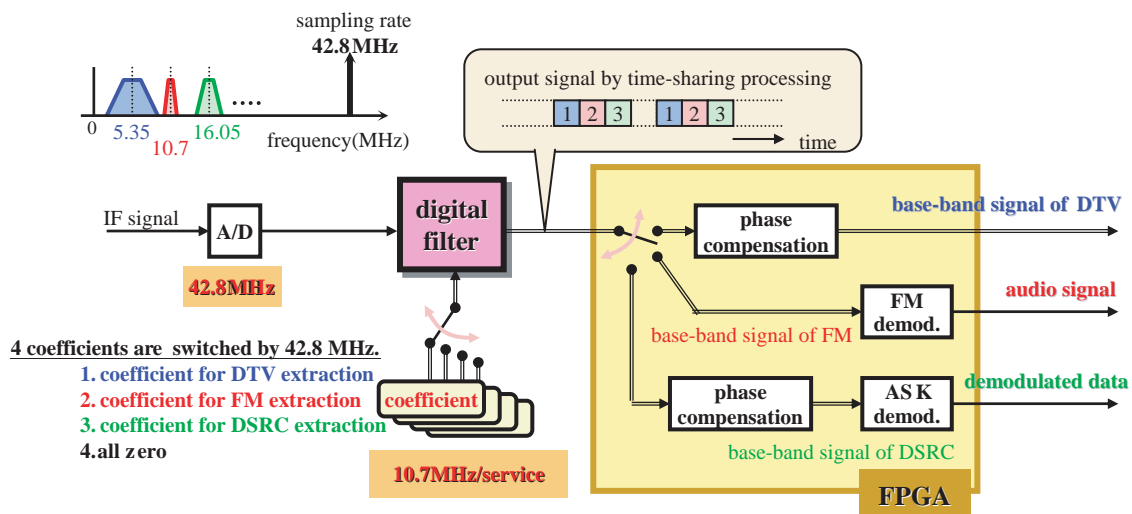 sampling rate
42.8MHz
0
5.35
10.7
16.05
....
frequency(MHz)
output signal by time-sharing processing
1 2 3 1 2 3
time
IF signal
A/D
42.8MHz
digital
filter
phase
compensation
base-band signal of DTV
FM
demod.
audio signal
base-band signal of FM
4 coefficients are switched by 42.8 MHz.
1. coefficient for DTV extraction
2. coefficient for FM extraction
3. coefficient for DSRC extraction
4.all zero
coefficient
10.7MHz/service
phase
compensation
ASK
demod.
demodulated data
base-band signal of DSRC
FPGA